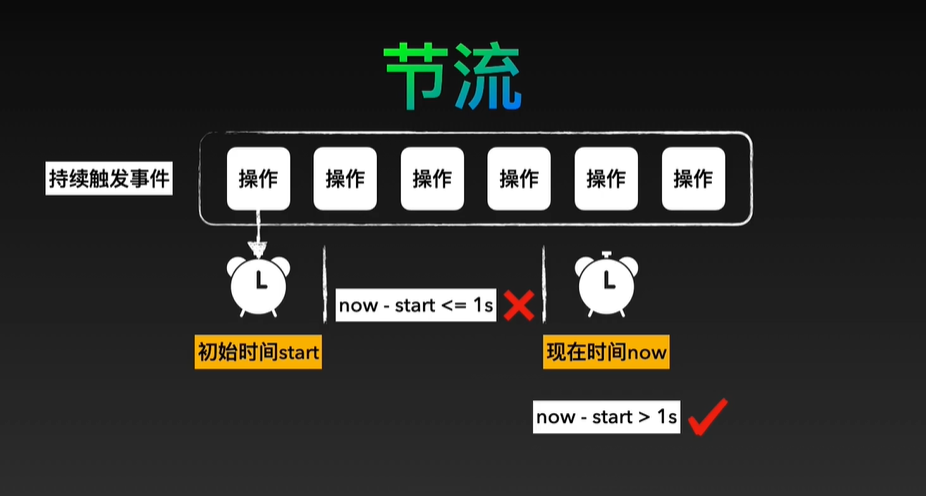 节流
持续触发事件
操作 操作 操作 操作 操作 操作
now - start <= 1s
初始时间start
现在时间now
now - start > 1s